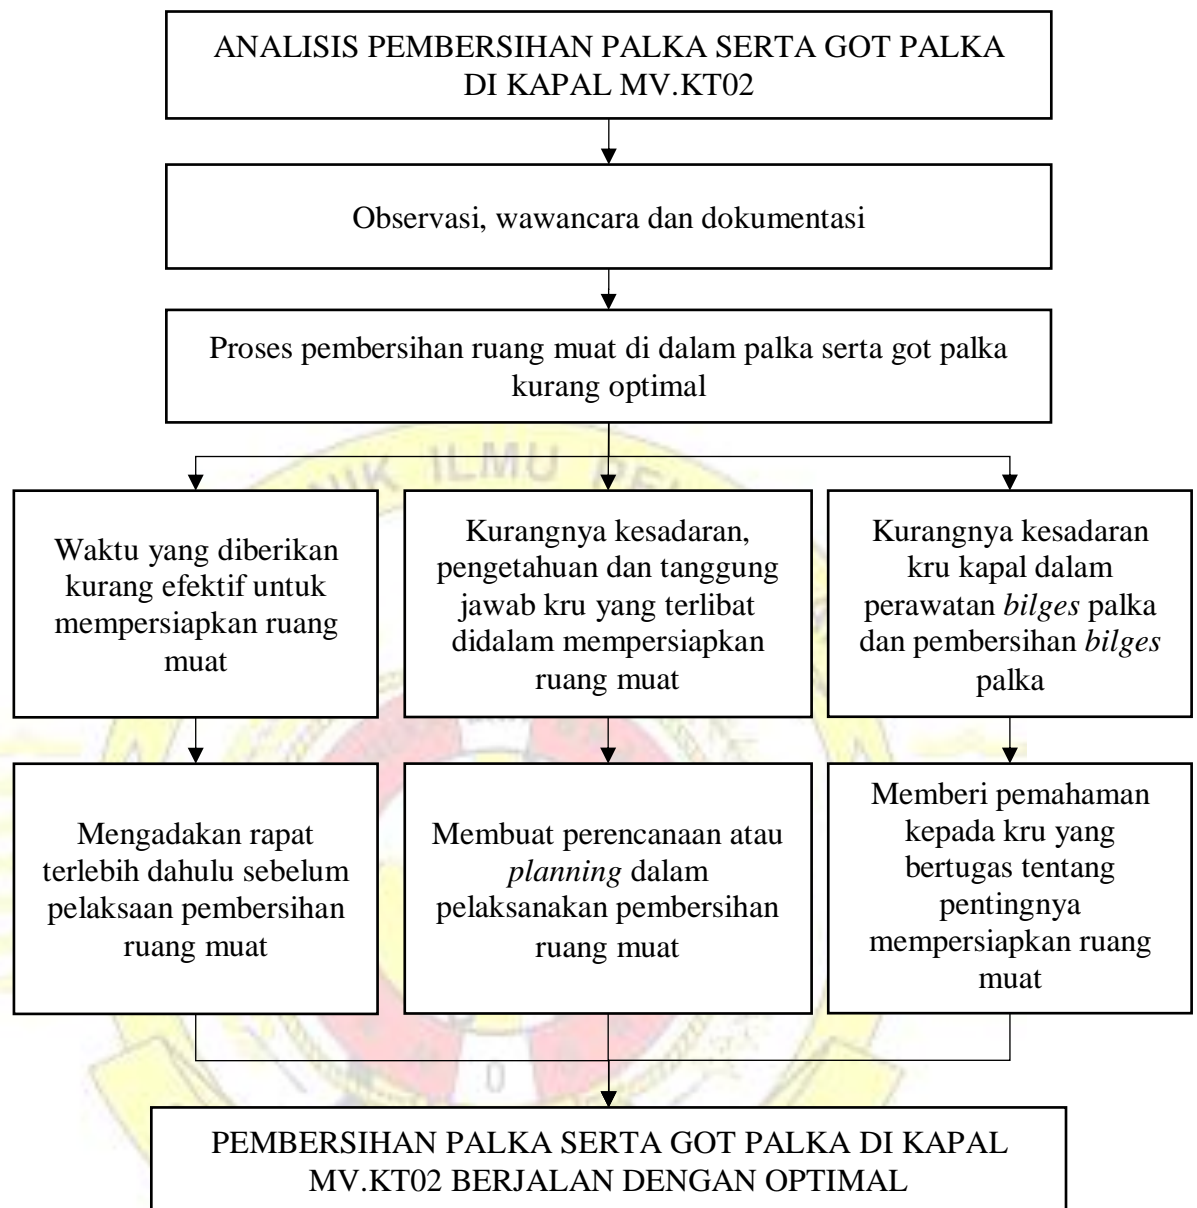 ANALISIS PEMBERSIHAN PALKA SERTA GOT PALKA
DI KAPAL MV.KT02
Observasi, wawancara dan dokumentasi
Proses pembersihan ruang muat di dalam palka serta got palka
kurang optimal
NIK ILMU PE
Waktu yang diberikan
kurang efektif untuk
mempersiapkan ruang
muat
Kurangnya kesadaran,
pengetahuan dan tanggung
jawab kru yang terlibat
didalam mempersiapkan
ruang muat
Kurangnya kesadaran
kru kapal dalam
perawatan bilges palka
dan pembersihan bilges
palka
Mengadakan rapat
terlebih dahulu sebelum
pelaksaan pembersihan
ruang muat
Membuat perencanaan atau
planning dalam
pelaksanakan pembersihan
ruang muat
Memberi pemahaman
kepada kru yang
bertugas tentang
pentingnya
mempersiapkan ruang
muat
PEMBERSIHAN PALKA SERTA GOT PALKA DI KAPAL
MV.KT02 BERJALAN DENGAN OPTIMAL